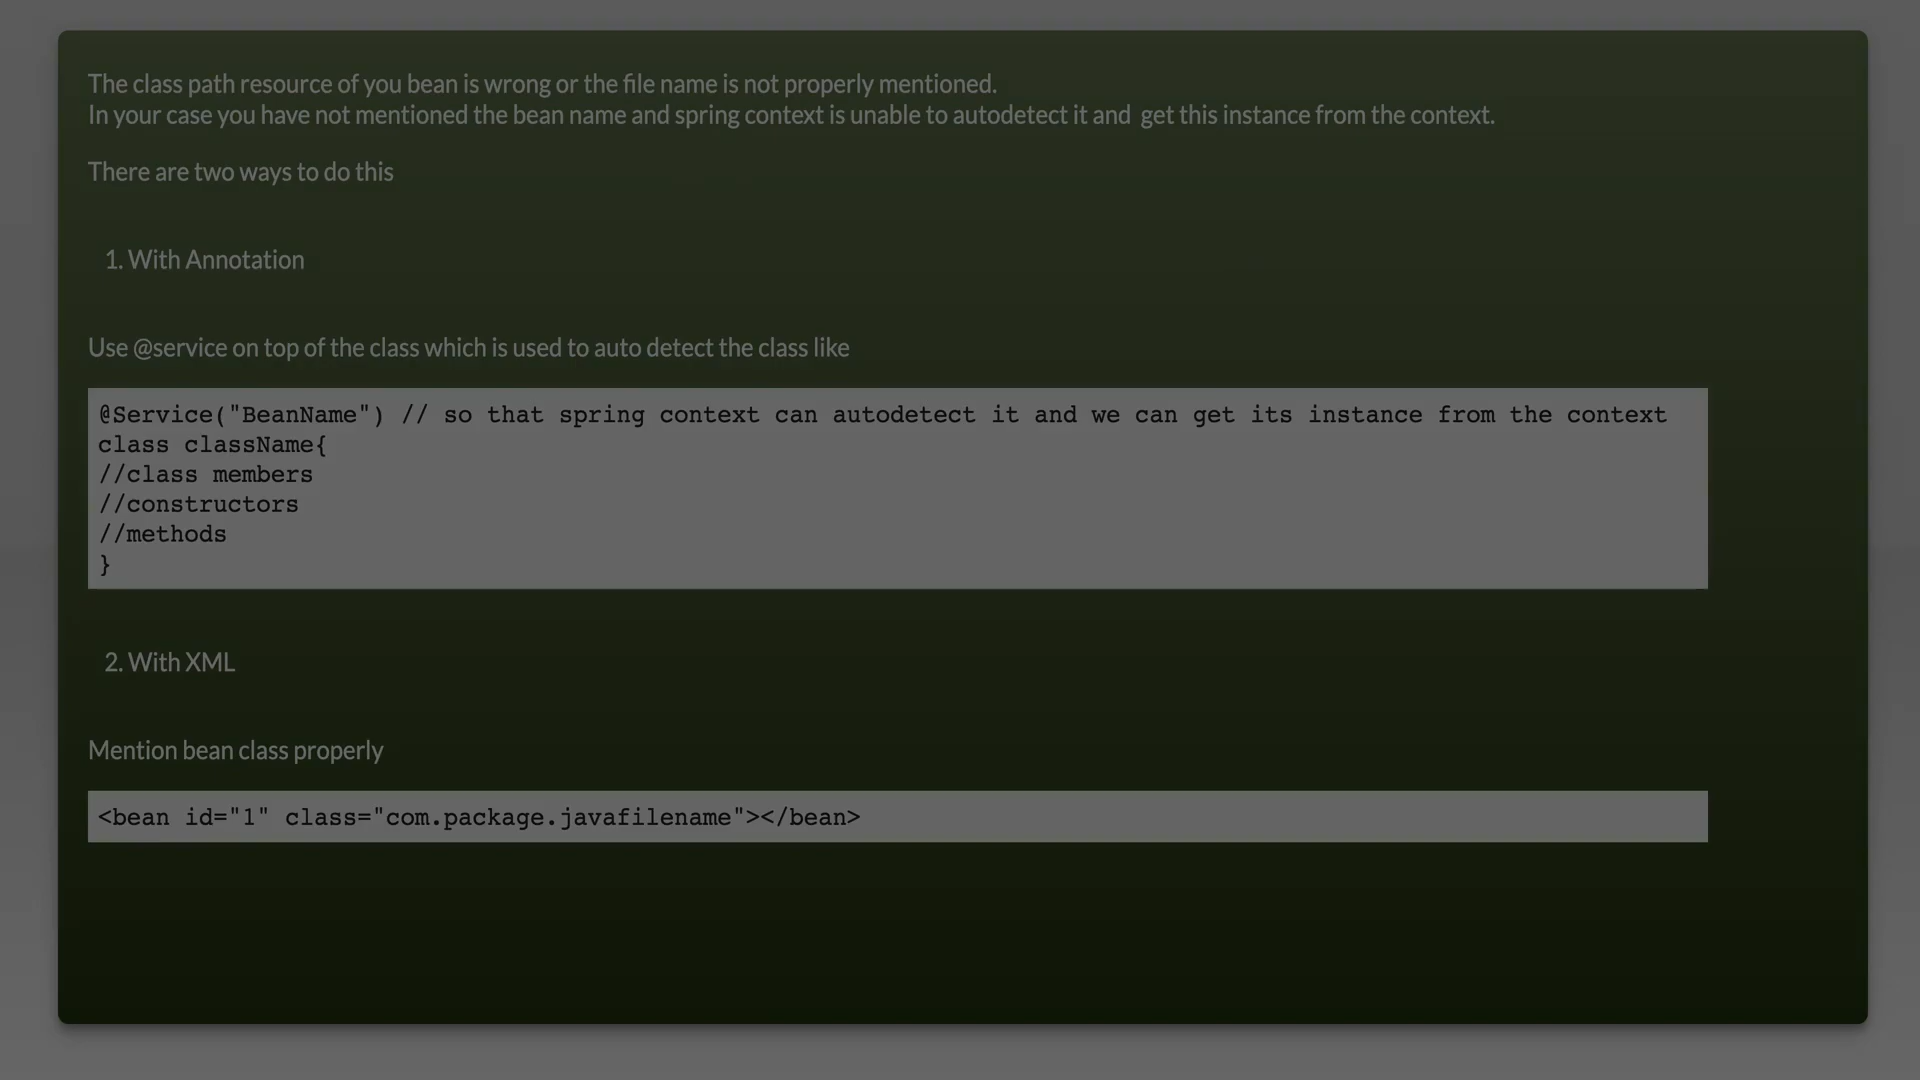 The class path resource of you bean is wrong or the file name is not properly mentioned.
In your case you have not mentioned the bean name and spring context is unable to autodetect it and  get this instance from the context.
There are two ways to do this
1. With Annotation
Use @service on top of the class which is used to auto detect the class like
@Service("BeanName") // so that spring context can autodetect it and we can get its instance from the context
class className{
//class members
//constructors
//methods
}
2. With XML
Mention bean class properly
<bean id="1" class="com.package.javafilename"></bean>